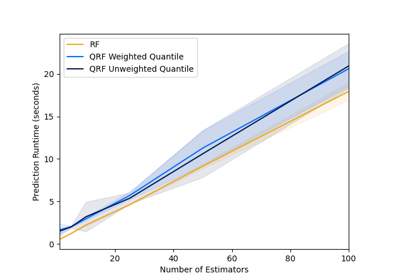 RF
QRF Weighted Quantile
QRF Unweighted Quantile
Prediction Runtime (seconds)
20
15
10
5
0
20
40
60
80
100
Number of Estimators